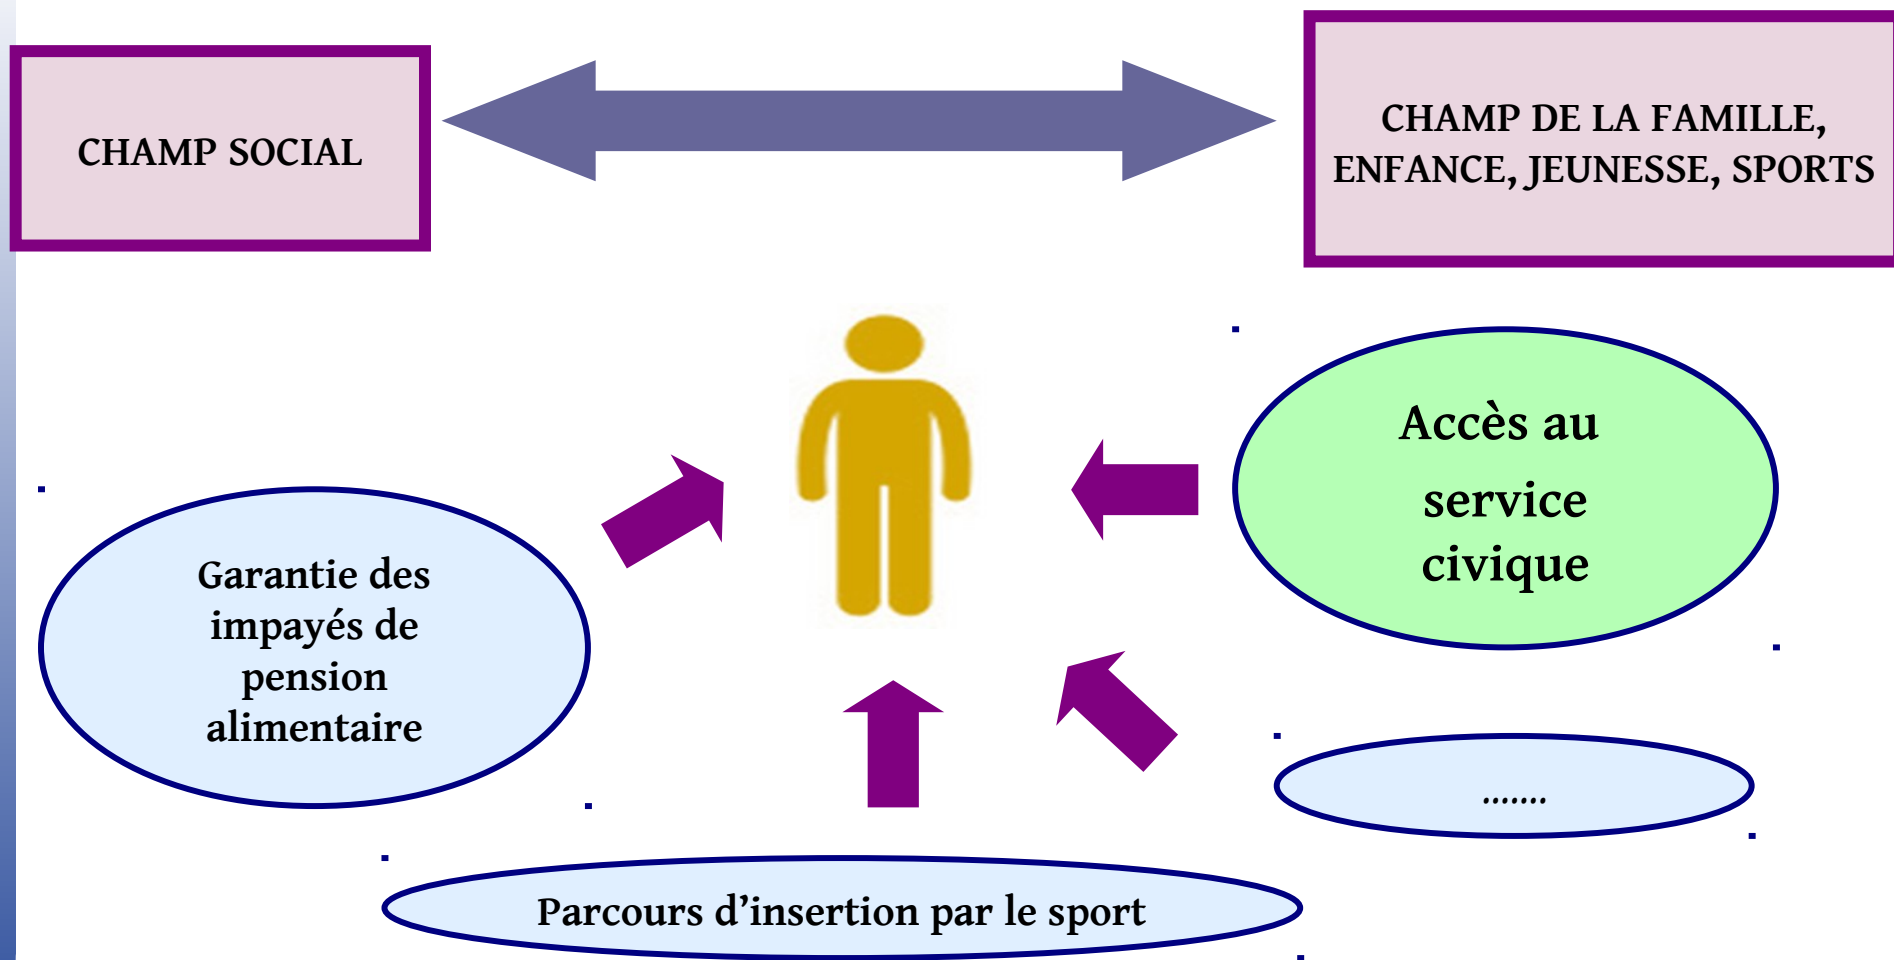 CHAMP SOCIAL
CHAMP DE LA FAMILLE,
ENFANCE, JEUNESSE, SPORTS
Accès au
service
civique
Garantie des
impayés de
pension
alimentaire
.......
Parcours d’insertion par le sport